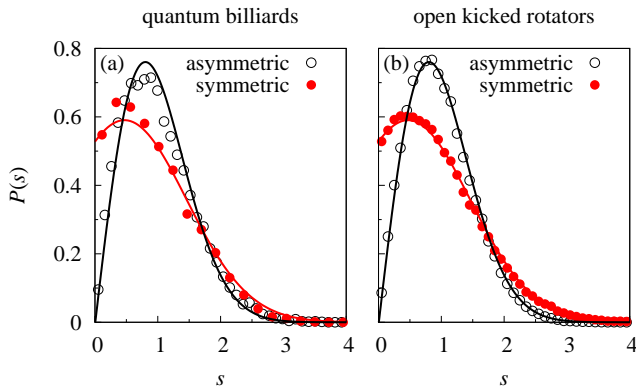 quantum billiards
open kicked rotators
0.8
0.6
0.4
0.2
0
P(s)
(a)
asymmetric
symmetric
0 1 2 3 4
s
(b)
asymmetric
symmetric
0 1 2 3 4
s